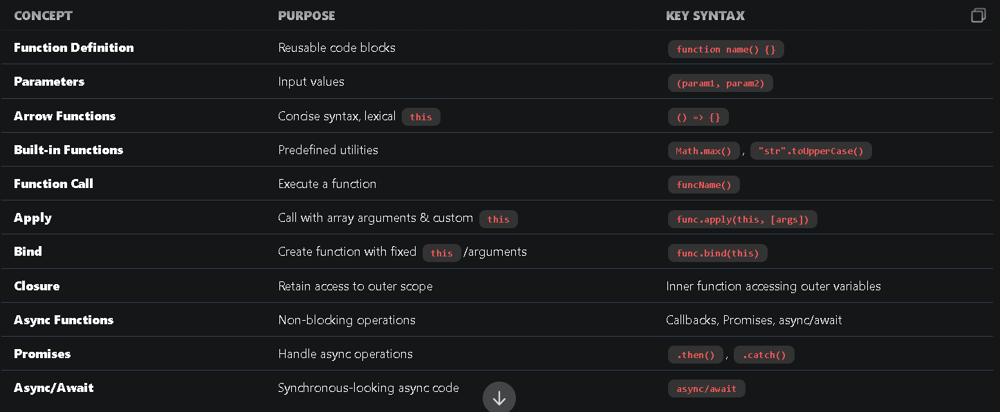 CONCEPT PURPOSE KEY SYNTAX
Function Definition Reusable code blocks function name() {}
Parameters Input values (param1, param2)
Arrow Functions Concise syntax, lexical this () => {}
Built-in Functions Predefined utilities Math.max() , "str".toUpperCase()
Function Call Execute a function funcName()
Apply Call with array arguments & custom this func.apply(this, [args])
Bind Create function with fixed this /arguments func.bind(this)
Closure Retain access to outer scope Inner function accessing outer variables
Async Functions Non-blocking operations Callbacks, Promises, async/await
Promises Handle async operations .then() , .catch()
Async/Await Synchronous-looking async code async/await